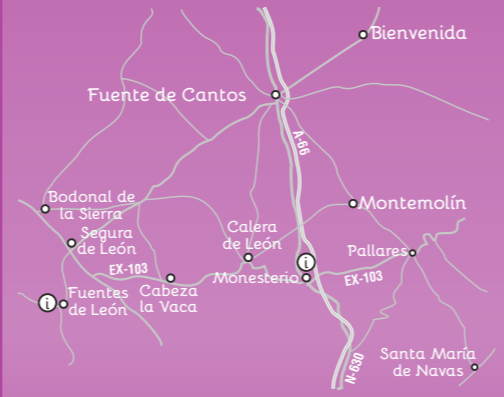 Bienvenida
Fuente de Cantos
A-66
Bodonal de
la Sierra
Montemolín
Segura
de León
Calera
de León
Pallares
i
Monesterio
EX-103
EX-103
Cabeza
la Vaca
i
Fuentes
de León
Santa María
de Navas
N-630